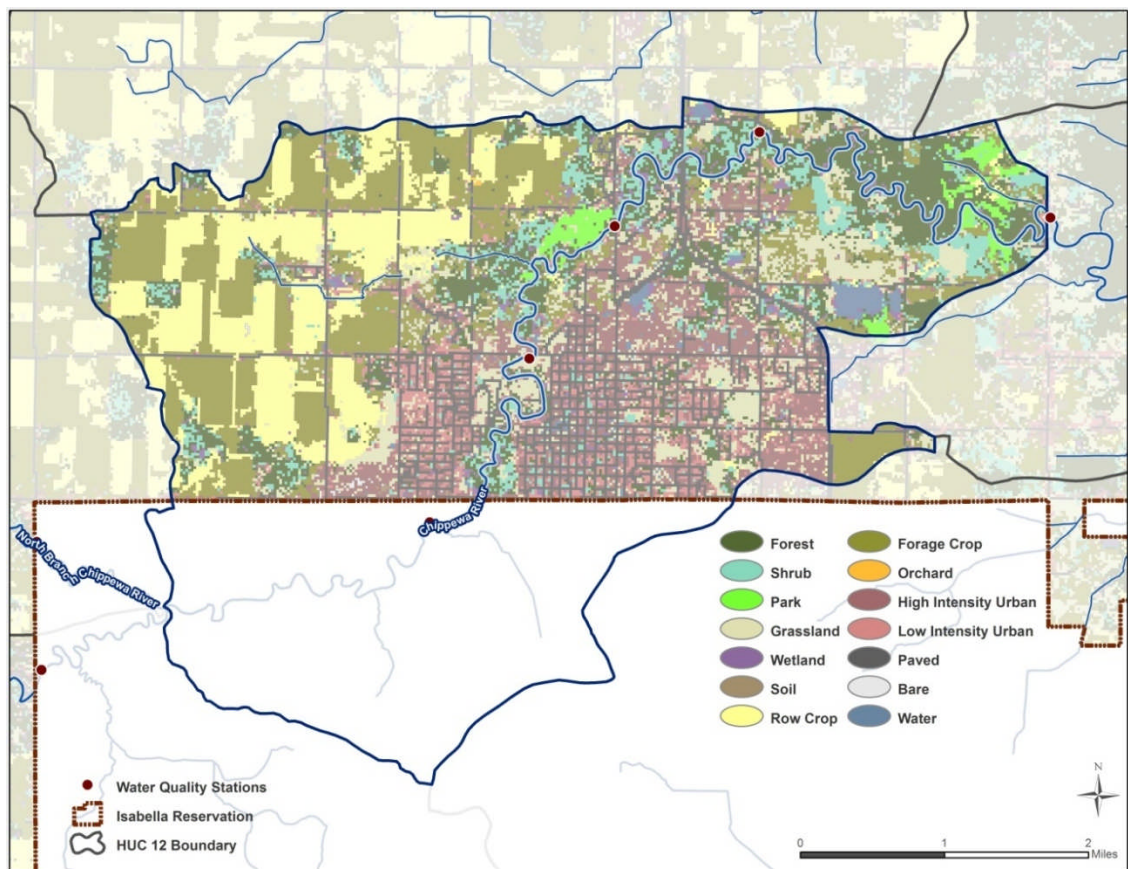 Chippewa River
North Branch
Chippewa River
Forest
Shrub
Park
Grassland
Wetland
Soil
Row Crop
Forage Crop
Orchard
High Intensity Urban
Low Intensity Urban
Paved
Bare
Water
Water Quality Stations
Isabella Reservation
HUC 12 Boundary
N
0 1 2
Miles